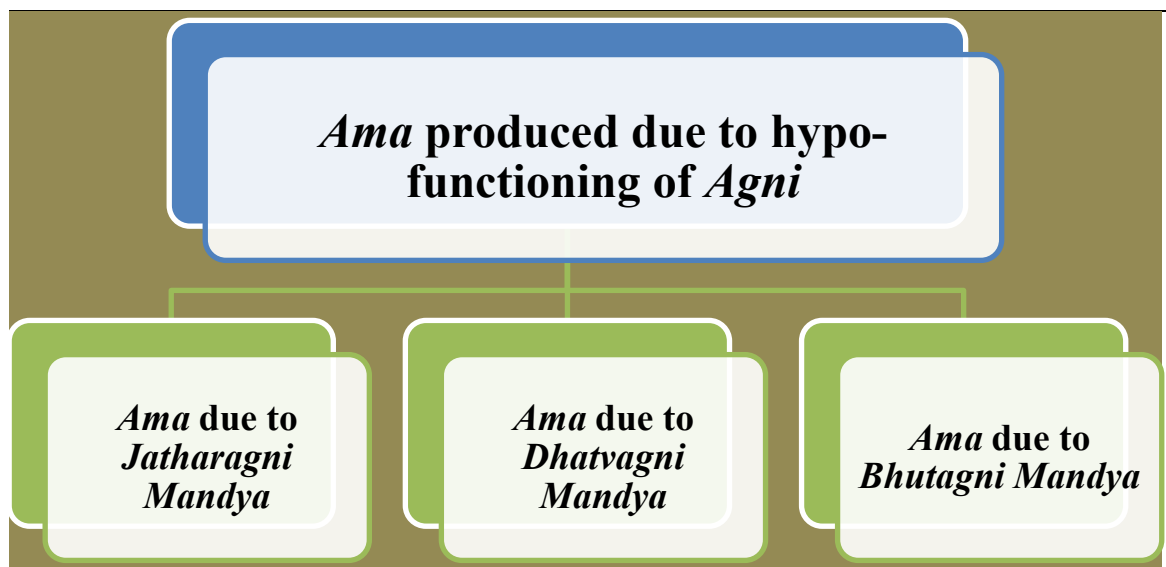 Ama produced due to hypo-
functioning of Agni
Ama due to
Jatharagni
Mandya
Ama due to
Dhatvagni
Mandya
Ama due to
Bhutagni Mandya